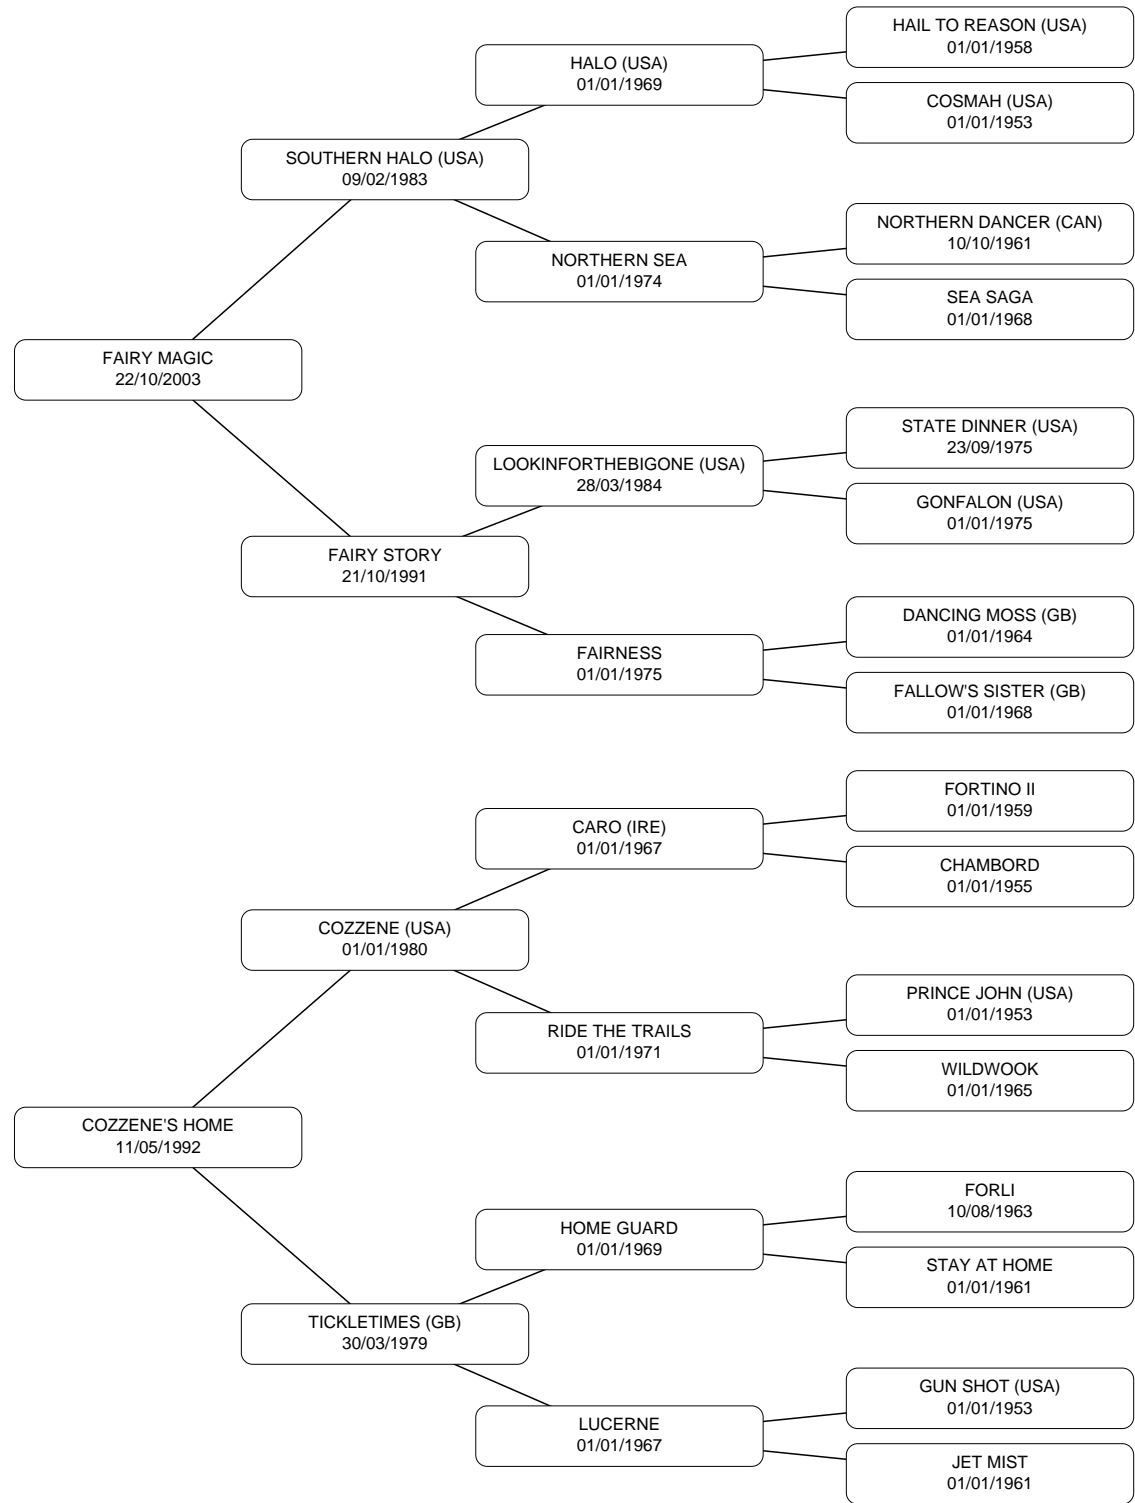 HAIL TO REASON (USA)
01/01/1958
HALO (USA)
01/01/1969
COSMAH (USA)
01/01/1953
SOUTHERN HALO (USA)
09/02/1983
NORTHERN DANCER (CAN)
10/10/1961
NORTHERN SEA
01/01/1974
SEA SAGA
01/01/1968
FAIRY MAGIC
22/10/2003
STATE DINNER (USA)
23/09/1975
LOOKINFORTHEBIGONE (USA)
28/03/1984
GONFALON (USA)
01/01/1975
FAIRY STORY
21/10/1991
DANCING MOSS (GB)
01/01/1964
FAIRNESS
01/01/1975
FALLOW'S SISTER (GB)
01/01/1968
FORTINO II
01/01/1959
CARO (IRE)
01/01/1967
CHAMBORD
01/01/1955
COZZENE (USA)
01/01/1980
PRINCE JOHN (USA)
01/01/1953
RIDE THE TRAILS
01/01/1971
WILDWOOK
01/01/1965
COZZENE'S HOME
11/05/1992
FORLI
10/08/1963
HOME GUARD
01/01/1969
STAY AT HOME
01/01/1961
TICKLETIMES (GB)
30/03/1979
GUN SHOT (USA)
01/01/1953
LUCERNE
01/01/1967
JET MIST
01/01/1961